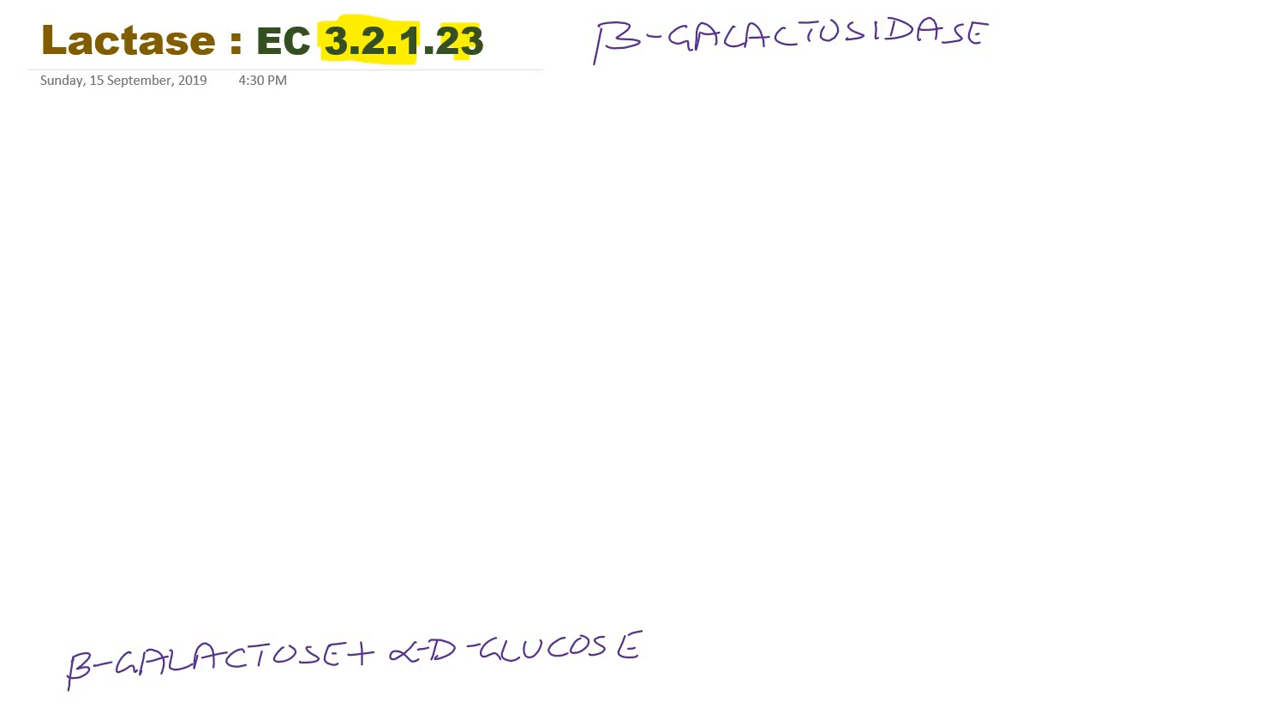 Lactase : EC 3.2.1.23
β-GALACTOSIDASE
Sunday, 15 September, 2019 4:30 PM
β-GALACTOSE+ α-D-GLUCOSE